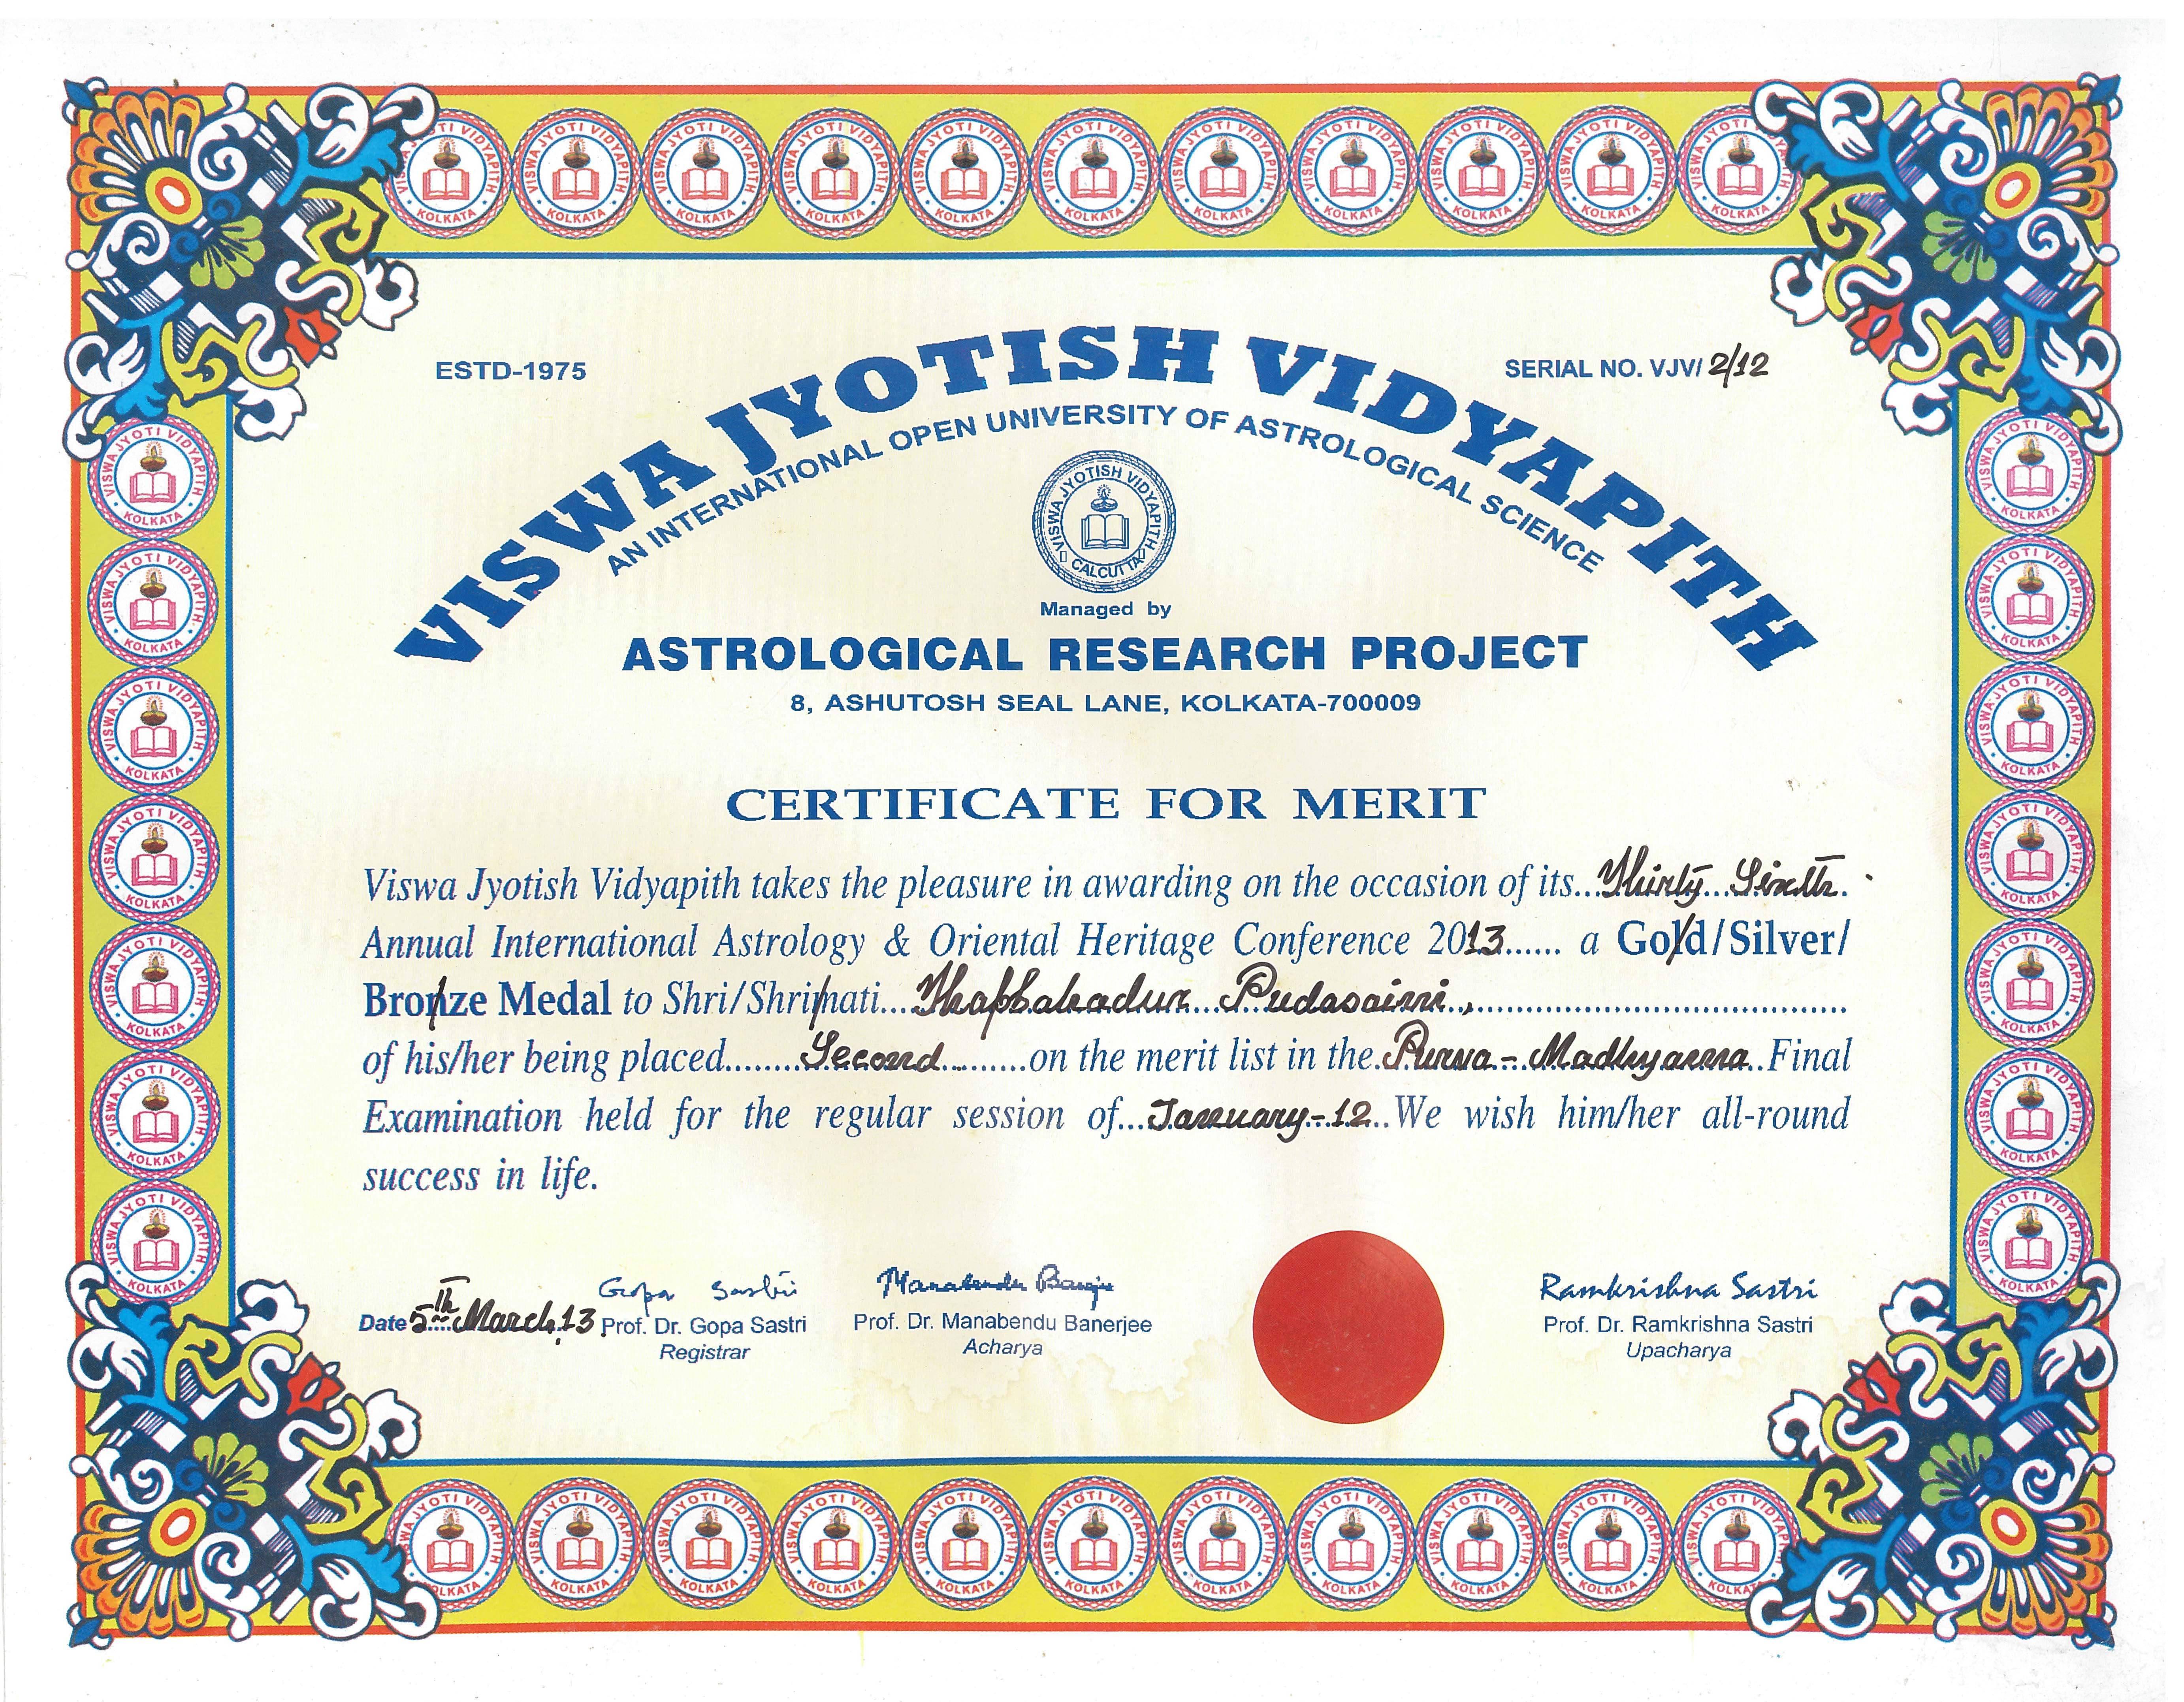 ESTD-1975
SERIAL NO. VJV/ 2/12
VISWA JYOTISH VIDYAPITH
AN INTERNATIONAL OPEN UNIVERSITY OF ASTROLOGICAL SCIENCE
VISWA JYOTISH VIDYAPITH
CALCUTTA
Managed by
ASTROLOGICAL RESEARCH PROJECT
8, ASHUTOSH SEAL LANE, KOLKATA-700009
CERTIFICATE FOR MERIT
Viswa Jyotish Vidyapith takes the pleasure in awarding on the occasion of its...Thirty Sixth.
Annual International Astrology & Oriental Heritage Conference 2013...... a Gold/Silver/
Bronze Medal to Shri/Shrimati... Pudasainni,
of his/her being placed........Second..........on the merit list in the.Purva-Madhyanna..Final
Examination held for the regular session of...January-12..We wish him/her all-round
success in life.
Gopa Sastri
Manabendu Banerje
Ramkrishna Sastri
Date 5th March,13
Prof. Dr. Gopa Sastri
Prof. Dr. Manabendu Banerjee
Prof. Dr. Ramkrishna Sastri
Registrar
Acharya
Upacharya
VISWA JYOTI VIDYAPITH
KOLKATA